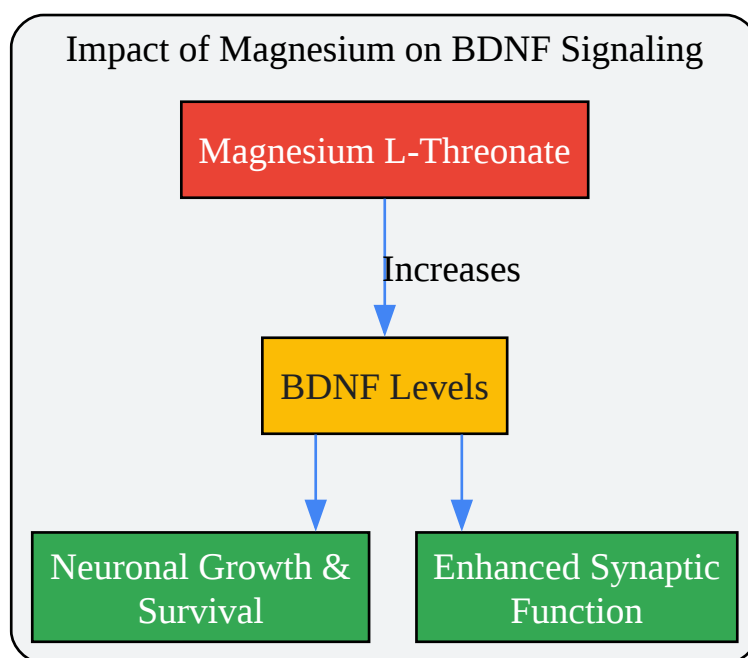 Impact of Magnesium on BDNF Signaling
Magnesium L-Threonate
Increases
BDNF Levels
Neuronal Growth &
Survival
Enhanced Synaptic
Function